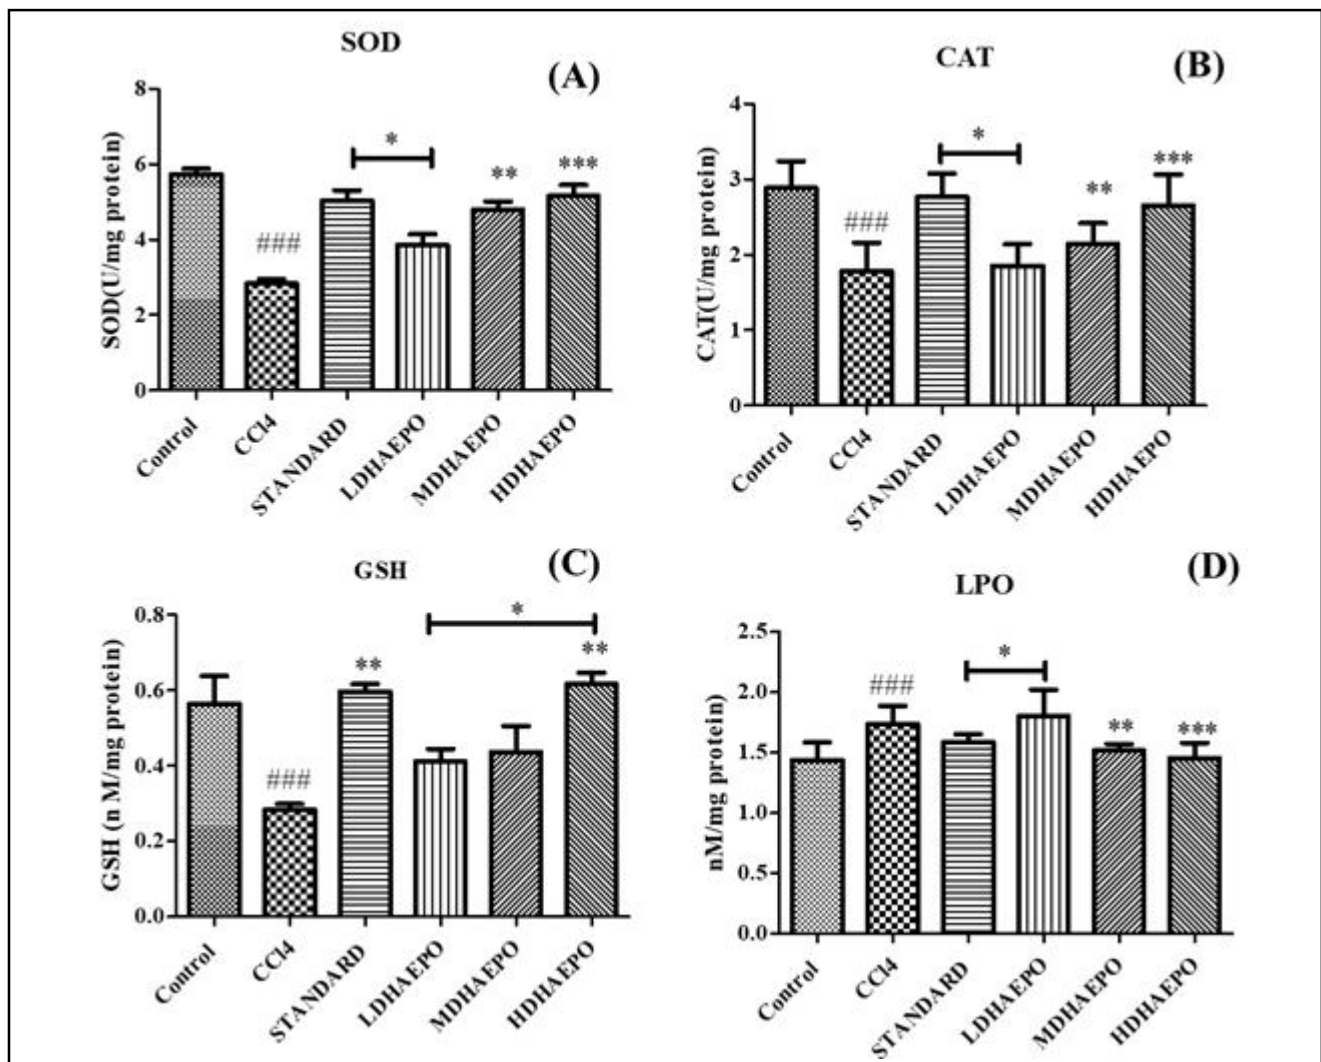 SOD
(A)
SOD(U/mg protein)
8
6
4
2
0
*
**
***
###
Control
CCl4
STANDARD
LDHAEPO
MDHAEPO
HDHAEPO
CAT
(B)
CAT(U/mg protein)
4
3
2
1
0
*
**
***
###
Control
CCl4
STANDARD
LDHAEPO
MDHAEPO
HDHAEPO
GSH
(C)
GSH (n M/mg protein)
0.8
0.6
0.4
0.2
0.0
*
**
**
###
Control
CCl4
STANDARD
LDHAEPO
MDHAEPO
HDHAEPO
LPO
(D)
nM/mg protein)
2.5
2.0
1.5
1.0
0.5
0.0
*
###
**
***
Control
CCl4
STANDARD
LDHAEPO
MDHAEPO
HDHAEPO